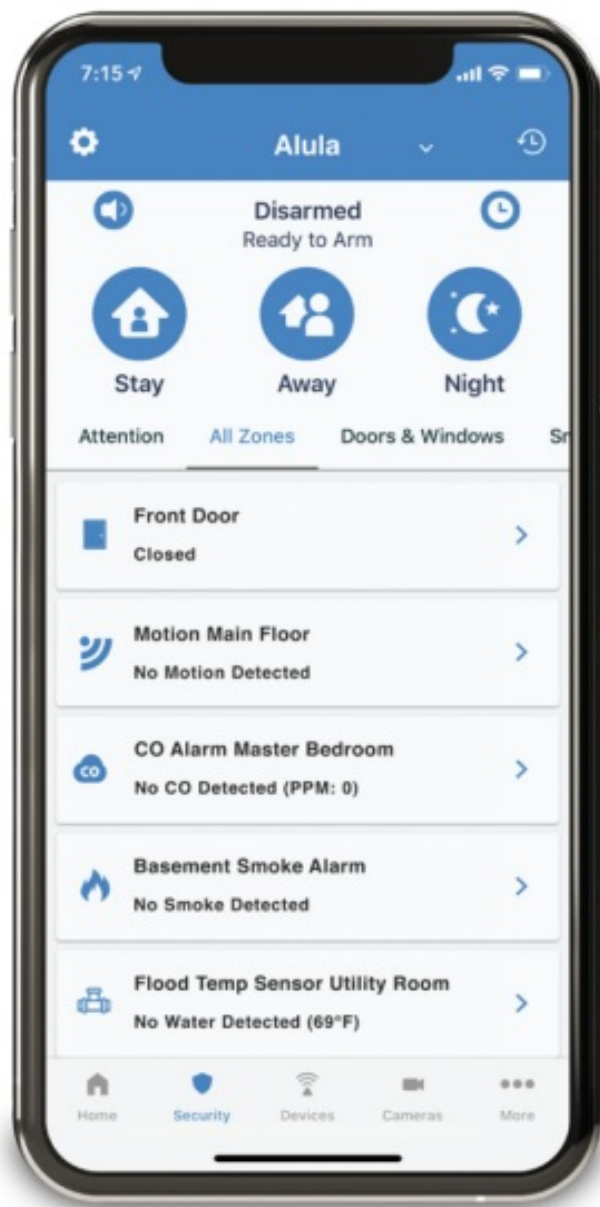 7:15
Alula
Disarmed
Ready to Arm
Stay Away Night
Attention All Zones Doors & Windows
Front Door
Closed
Motion Main Floor
No Motion Detected
CO
CO Alarm Master Bedroom
No CO Detected (PPM: 0)
Basement Smoke Alarm
No Smoke Detected
Flood Temp Sensor Utility Room
No Water Detected (69°F)
Home Security Devices Cameras More